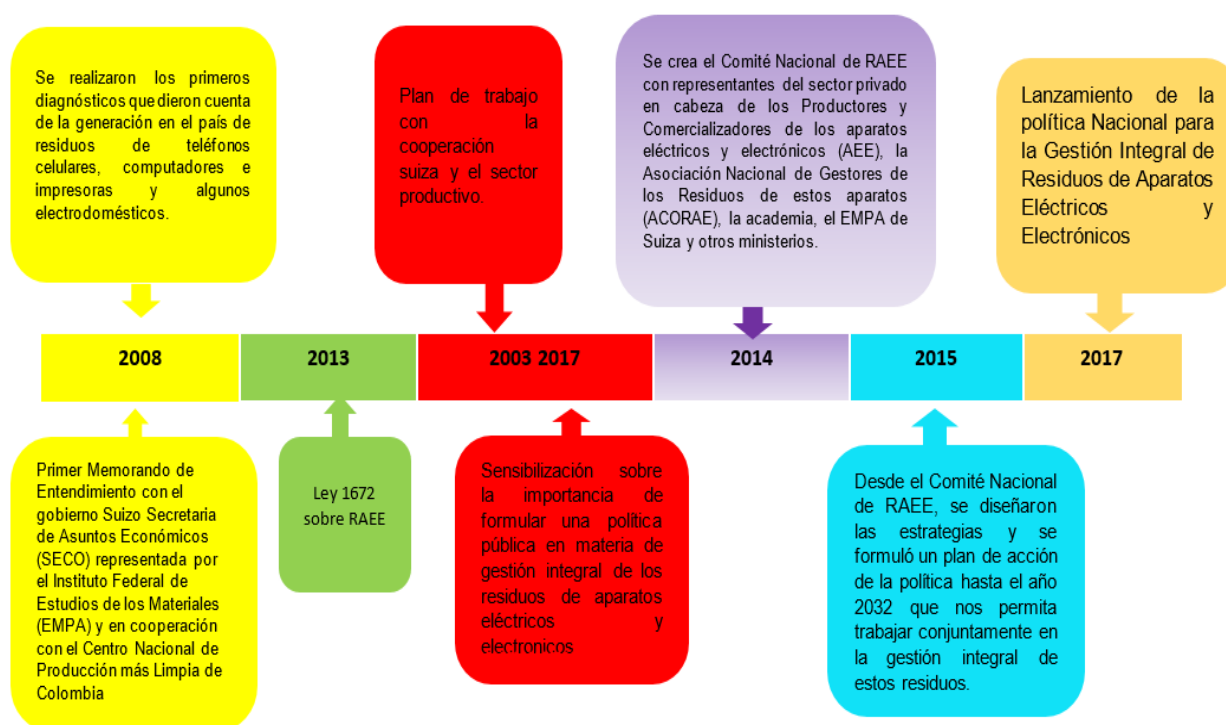 Se realizaron los primeros
diagnósticos que dieron cuenta
de la generación en el país de
residuos de teléfonos
celulares, computadores e
impresoras y algunos
electrodomésticos.
Plan de trabajo
con la
cooperación
suiza y el sector
productivo.
Se crea el Comité Nacional de RAEE
con representantes del sector privado
en cabeza de los Productores y
Comercializadores de los aparatos
eléctricos y electrónicos (AEE), la
Asociación Nacional de Gestores de
los Residuos de estos aparatos
(ACORAE), la academia, el EMPA de
Suiza y otros ministerios.
Lanzamiento de la
política Nacional para
la Gestión Integral de
Residuos de Aparatos
Eléctricos y
Electrónicos
2008
2013
2003 2017
2014
2015
2017
Primer Memorando de
Entendimiento con el
gobierno Suizo Secretaria
de Asuntos Económicos
(SECO) representada por
el Instituto Federal de
Estudios de los Materiales
(EMPA) y en cooperación
con el Centro Nacional de
Producción más Limpia de
Colombia
Ley 1672
sobre RAEE
Sensibilización sobre
la importancia de
formular una política
pública en materia de
gestión integral de los
residuos de aparatos
eléctricos y
electronicos
Desde el Comité Nacional
de RAEE, se diseñaron
las estrategias y se
formuló un plan de acción
de la política hasta el año
2032 que nos permita
trabajar conjuntamente en
la gestión integral de
estos residuos.